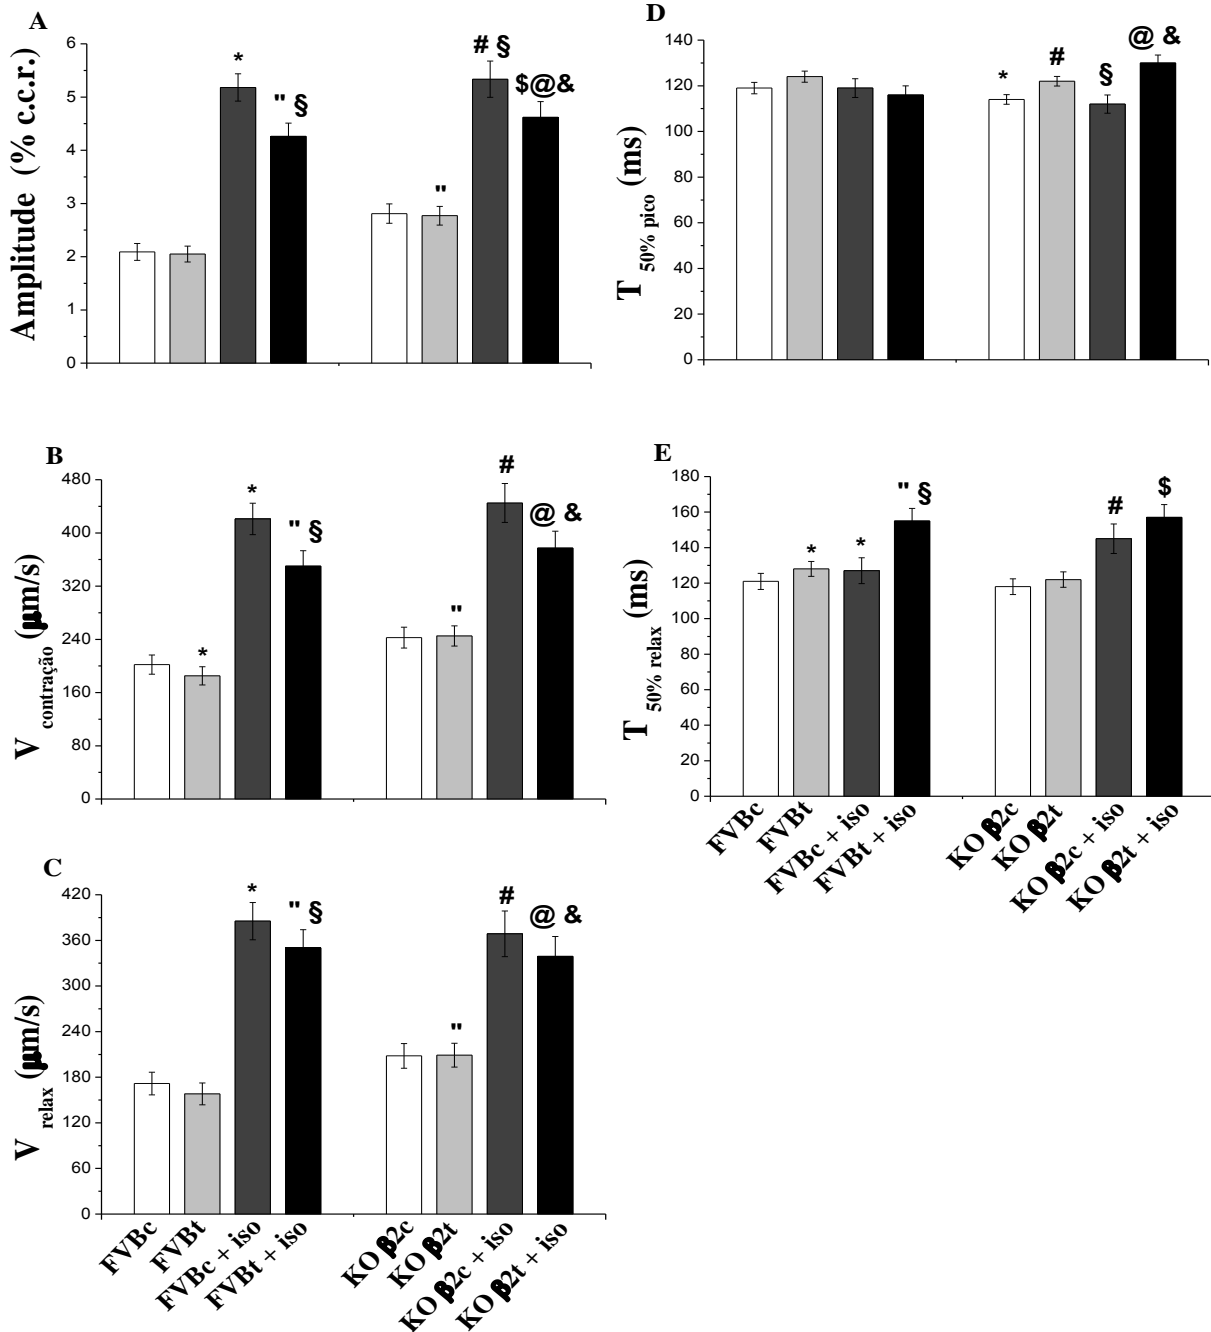 A
Amplitude (% c.c.r.)
6
5
4
3
2
1
0
*
" §
"
# §
$@&
B
V contração (μm/s)
480
400
320
240
160
80
0
*
*
" §
"
#
@ &
C
V relax (μm/s)
420
360
300
240
180
120
60
0
*
" §
"
#
@ &
FVBc
FVBt
FVBc + iso
FVBt + iso
KO β2c
KO β2t
KO β2c + iso
KO β2t + iso
D
T 50% pico (ms)
140
120
100
80
60
40
20
0
*
#
§
@ &
E
T 50% relax (ms)
180
160
140
120
100
80
60
40
20
0
*
*
" §
#
$
FVBc
FVBt
FVBc + iso
FVBt + iso
KO β2c
KO β2t
KO β2c + iso
KO β2t + iso